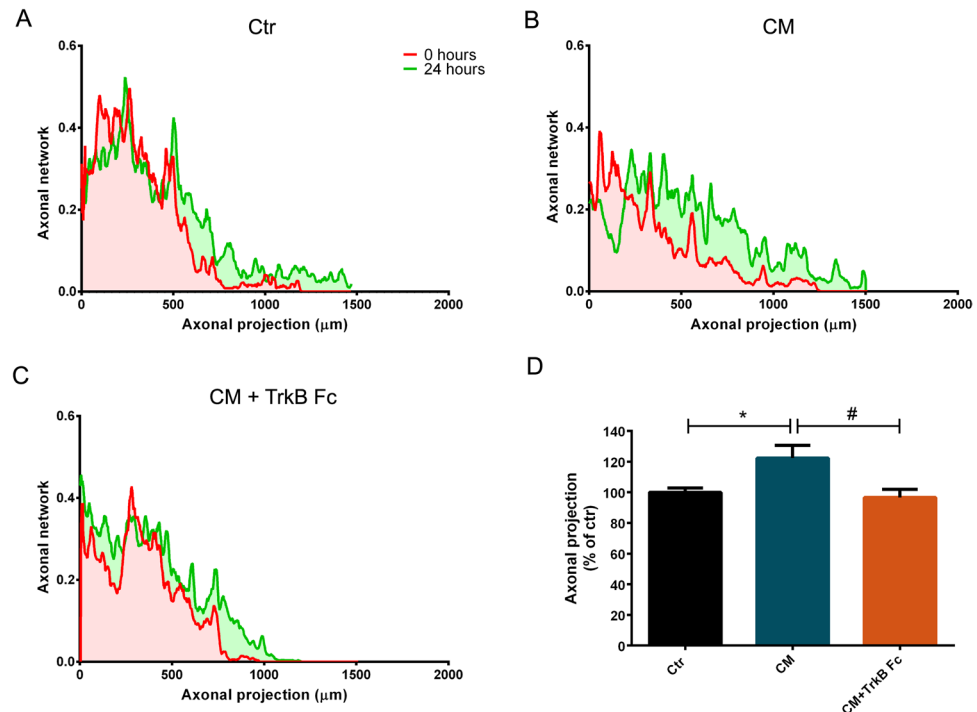 A
Ctr
0.6
0.4
0.2
0.0
Axonal network
0 hours
24 hours
0
500
1000
1500
2000
Axonal projection (μm)
B
CM
0.6
0.4
0.2
0.0
Axonal network
0
500
1000
1500
2000
Axonal projection (μm)
C
CM + TrkB Fc
0.6
0.4
0.2
0.0
Axonal network
0
500
1000
1500
2000
Axonal projection (μm)
D
*
#
140
120
100
80
60
40
20
0
Axonal projection
(% of ctr)
Ctr
CM
CM+TrkB Fc